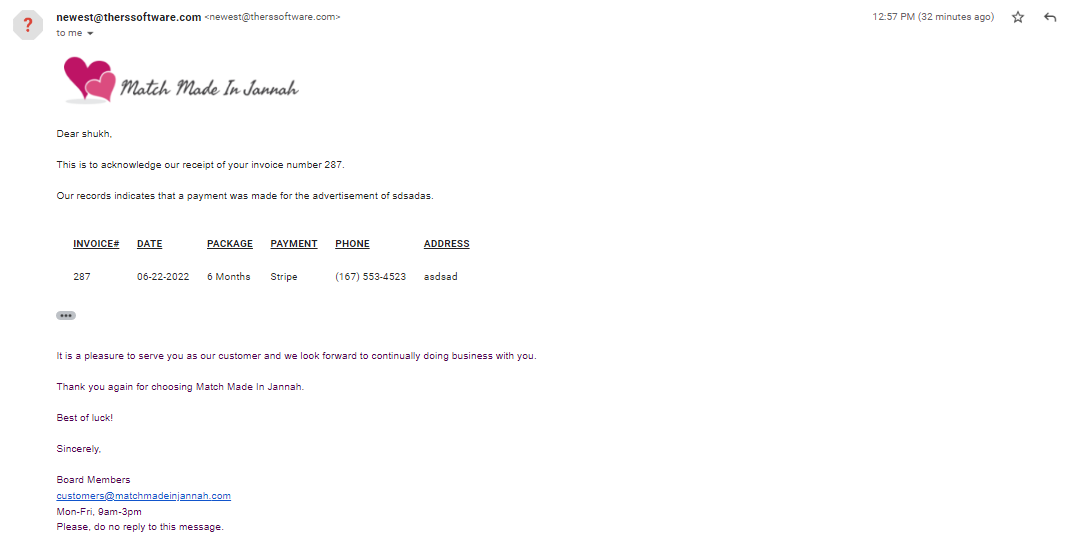 newest@therssoftware.com <newest@therssoftware.com>
12:57 PM (32 minutes ago)
to me
Match Made In Jannah
Dear shukh,
This is to acknowledge our receipt of your invoice number 287.
Our records indicates that a payment was made for the advertisement of sdsadas.
INVOICE# DATE PACKAGE PAYMENT PHONE ADDRESS
287 06-22-2022 6 Months Stripe (167) 553-4523 asdsad
It is a pleasure to serve you as our customer and we look forward to continually doing business with you.
Thank you again for choosing Match Made In Jannah.
Best of luck!
Sincerely,
Board Members
customers@matchmadeinjannah.com
Mon-Fri, 9am-3pm
Please, do no reply to this message.